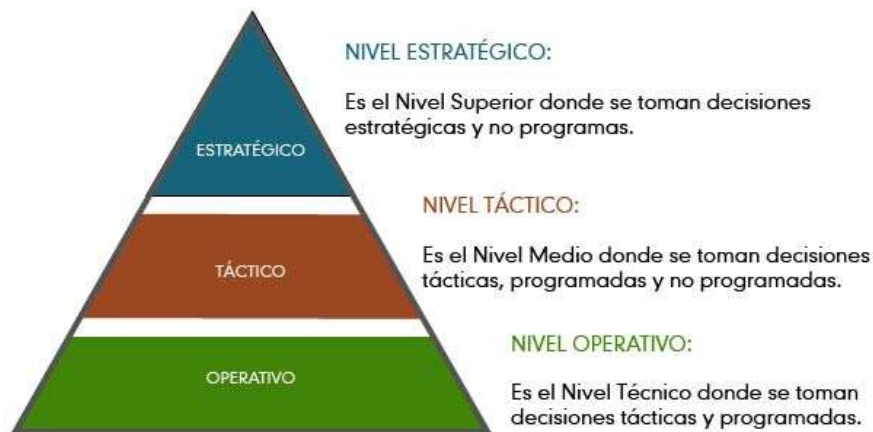 NIVEL ESTRATÉGICO:
Es el Nivel Superior donde se toman decisiones
estratégicas y no programas.
ESTRATÉGICO
NIVEL TÁCTICO:
Es el Nivel Medio donde se toman decisiones
tácticas, programadas y no programadas.
TÁCTICO
NIVEL OPERATIVO:
OPERATIVO
Es el Nivel Técnico donde se toman
decisiones tácticas y programadas.